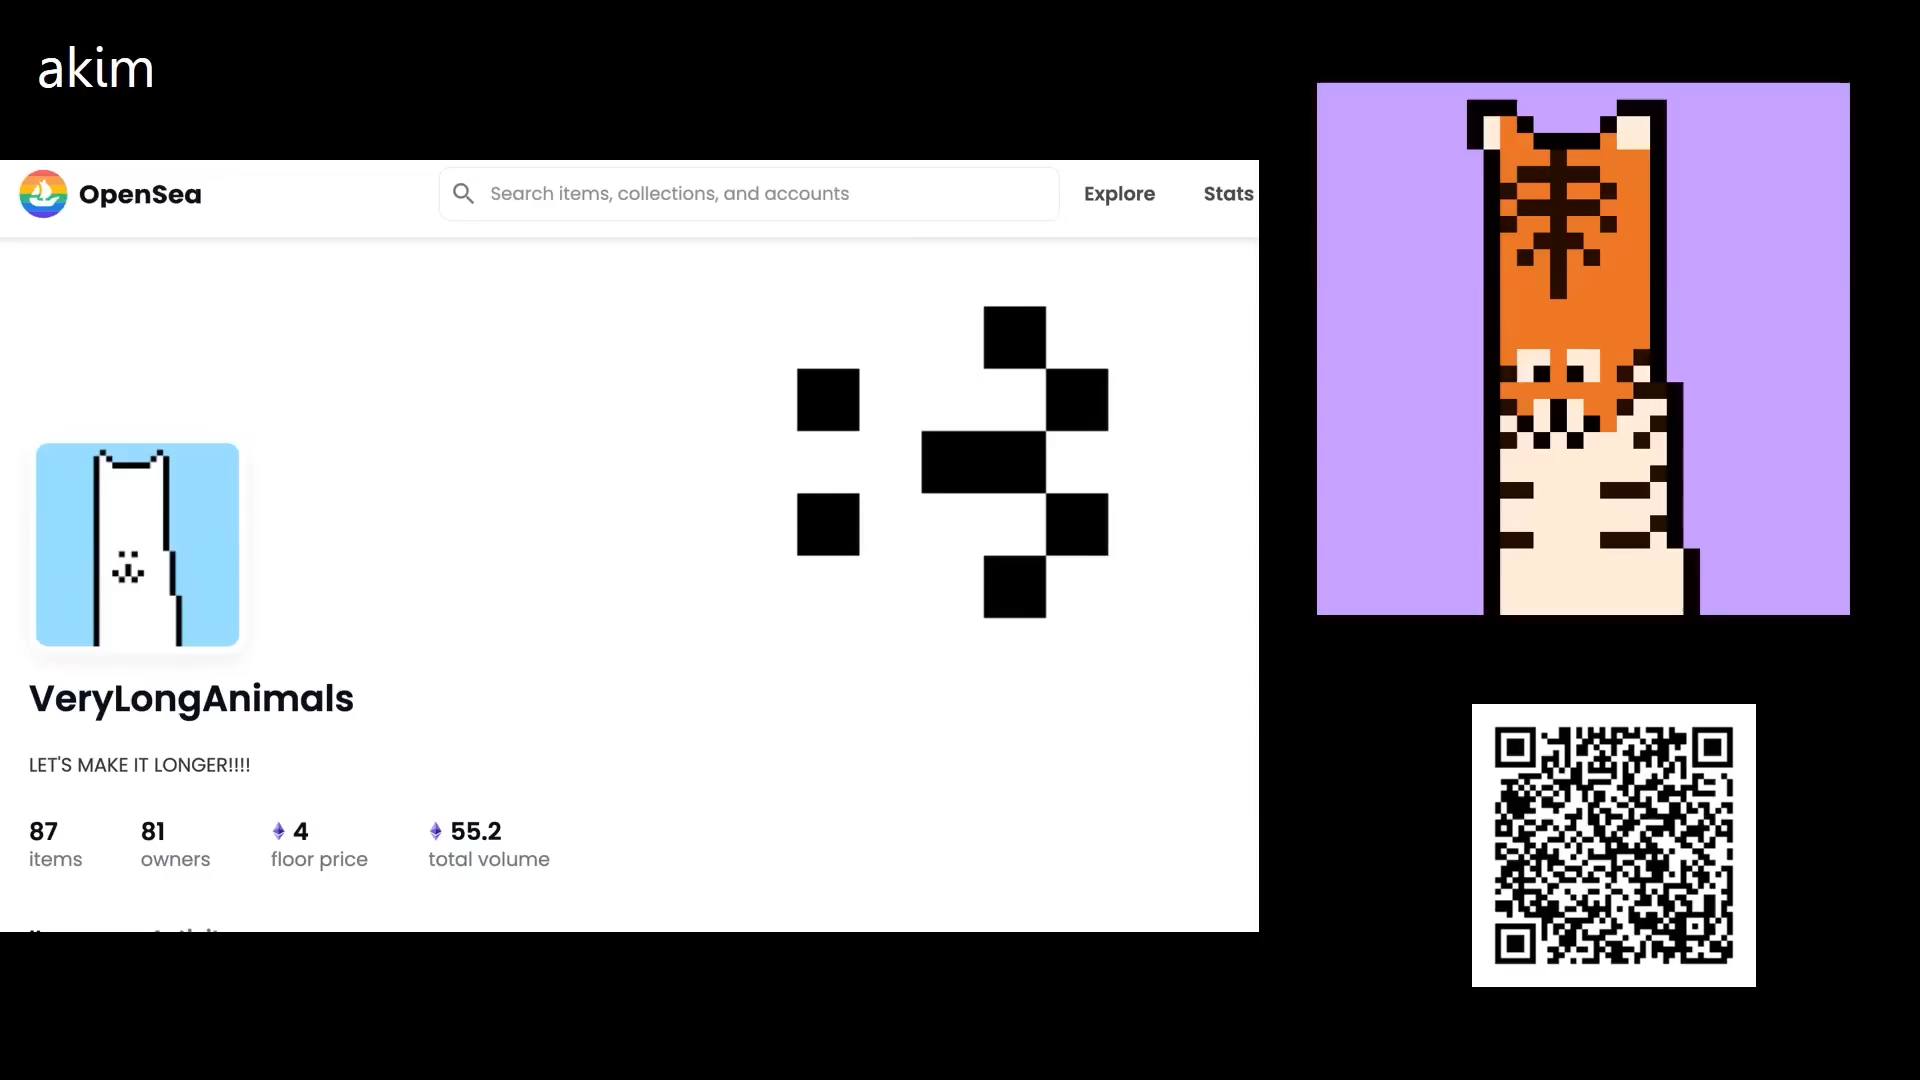 akim
OpenSea
Search items, collections, and accounts
Explore
Stats
VeryLongAnimals
LET'S MAKE IT LONGER!!!!
87
items
81
owners
4
floor price
55.2
total volume